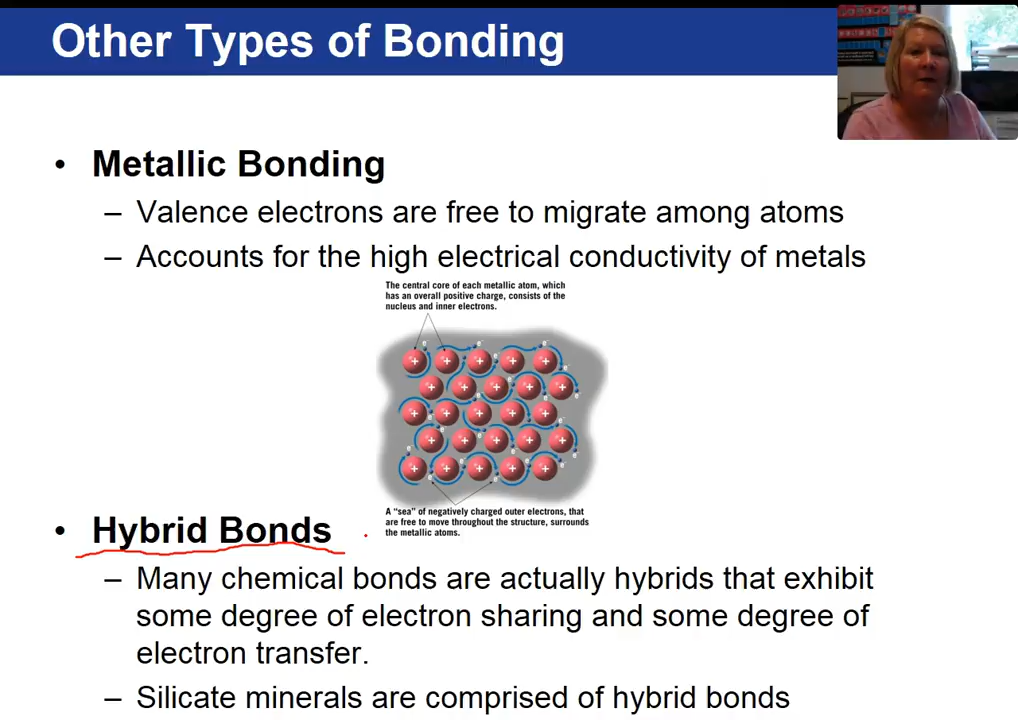 Other Types of Bonding
• Metallic Bonding
– Valence electrons are free to migrate among atoms
– Accounts for the high electrical conductivity of metals
The central core of each metallic atom, which
has an overall positive charge, consists of the
nucleus and inner electrons.
A “sea” of negatively charged outer electrons, that
are free to move throughout the structure, surrounds
the metallic atoms.
• Hybrid Bonds
– Many chemical bonds are actually hybrids that exhibit
some degree of electron sharing and some degree of
electron transfer.
– Silicate minerals are comprised of hybrid bonds